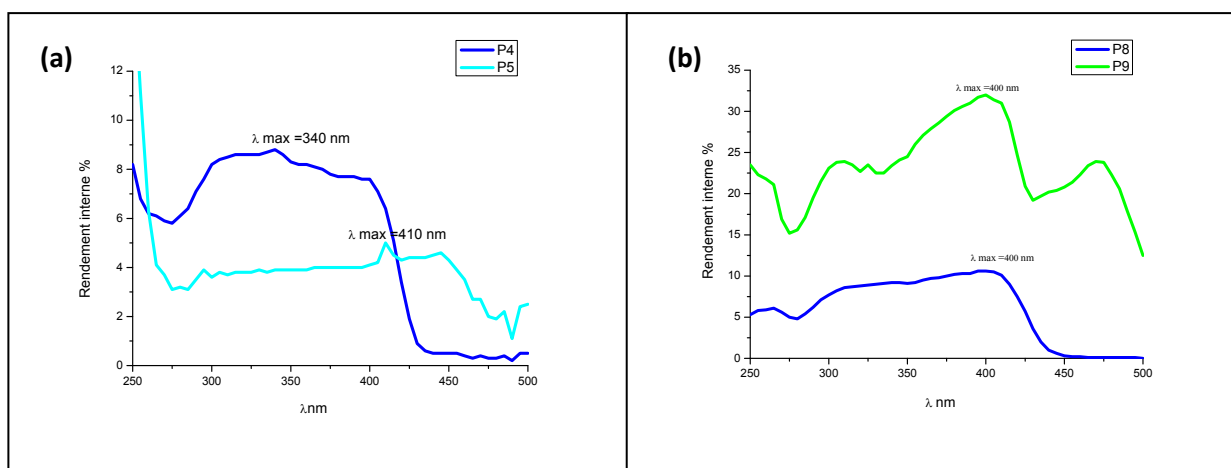 (a)
P4
P5
12
10
8
6
4
2
0
λ max =340 nm
λ max =410 nm
Rendement interne %
250 300 350 400 450 500
λnm
(b)
P8
P9
35
30
25
20
15
10
5
0
λ max =400 nm
λ max =400 nm
Rendement interne %
250 300 350 400 450 500
λ nm